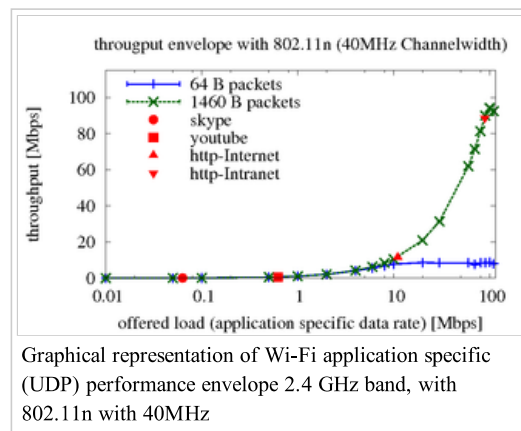 througput envelope with 802.11n (40MHz Channelwidth)
64 B packets
1460 B packets
skype
youtube
http-Internet
http-Intranet
throughput [Mbps]
100
80
60
40
20
0
0.01 0.1 1 10 100
offered load (application specific data rate) [Mbps]
Graphical representation of Wi-Fi application specific
(UDP) performance envelope 2.4 GHz band, with
802.11n with 40MHz